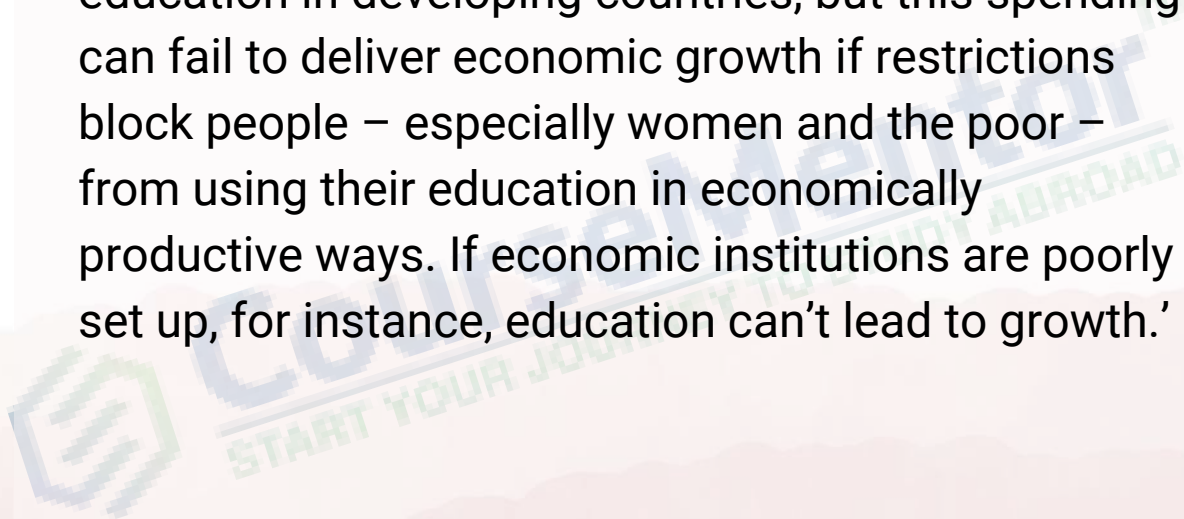 education in developing countries, but this spending
can fail to deliver economic growth if restrictions
block people – especially women and the poor –
from using their education in economically
productive ways. If economic institutions are poorly
set up, for instance, education can’t lead to growth.’
CourseMentor
START YOUR JOURNEY TO STUDY ABROAD